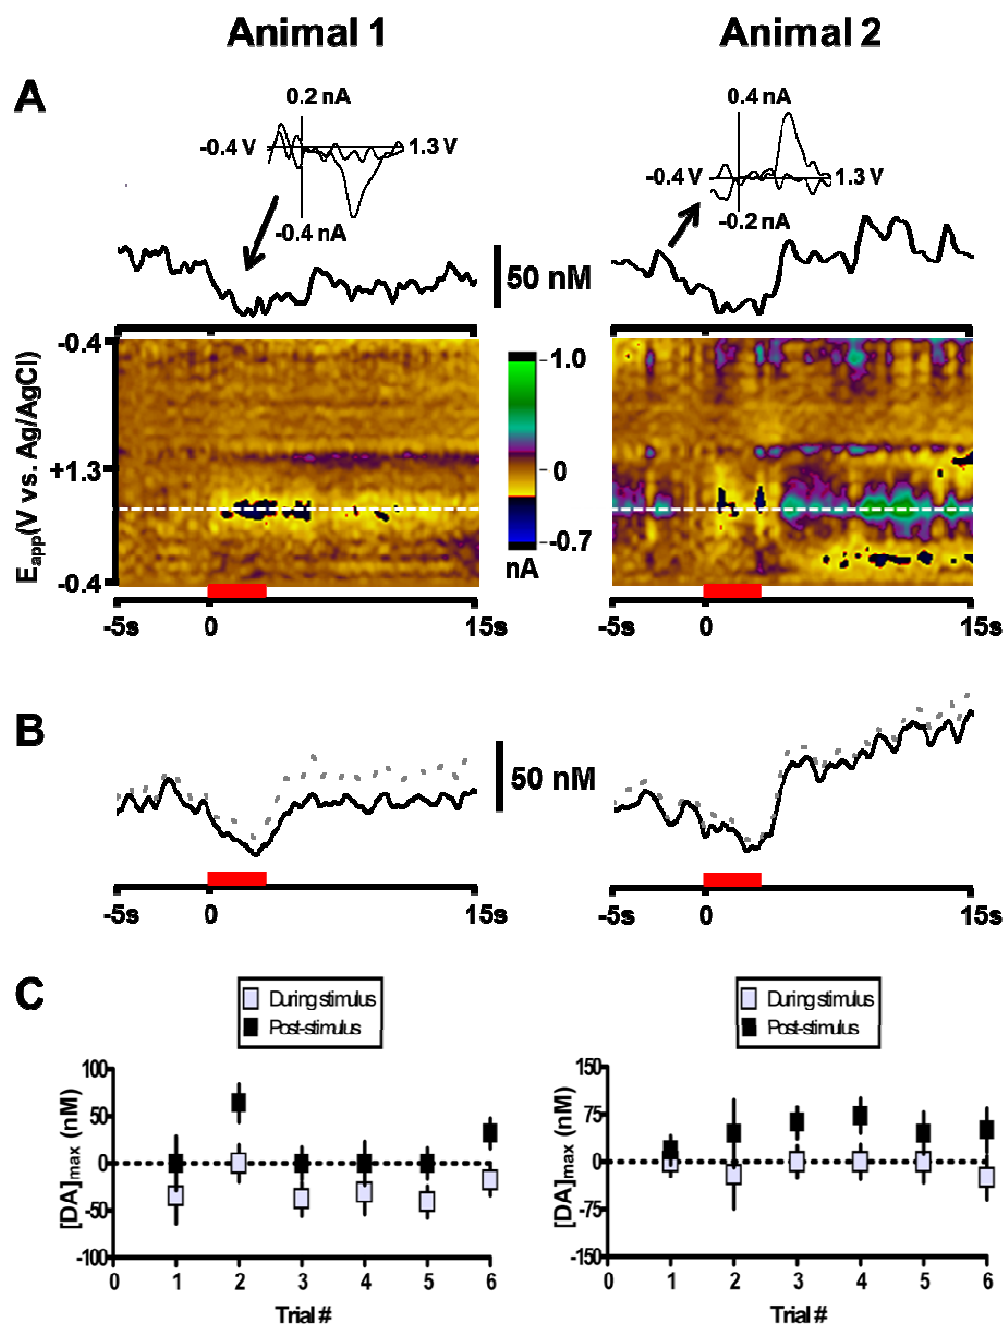 Animal 1
Animal 2
A
0.2 nA
-0.4 V
1.3 V
-0.4 nA
0.4 nA
-0.4 V
1.3 V
-0.2 nA
50 nM
Eapp(V vs. Ag/AgCl)
-0.4
+1.3
-0.4
1.0
0
-0.7
nA
-5s
0
15s
-5s
0
15s
B
50 nM
-5s
0
15s
-5s
0
15s
C
During stimulus
Post-stimulus
During stimulus
Post-stimulus
[DA]max (nM)
100
50
0
-50
-100
0
1
2
3
4
5
6
Trial #
[DA]max (nM)
150
75
0
-75
-150
0
1
2
3
4
5
6
Trial #